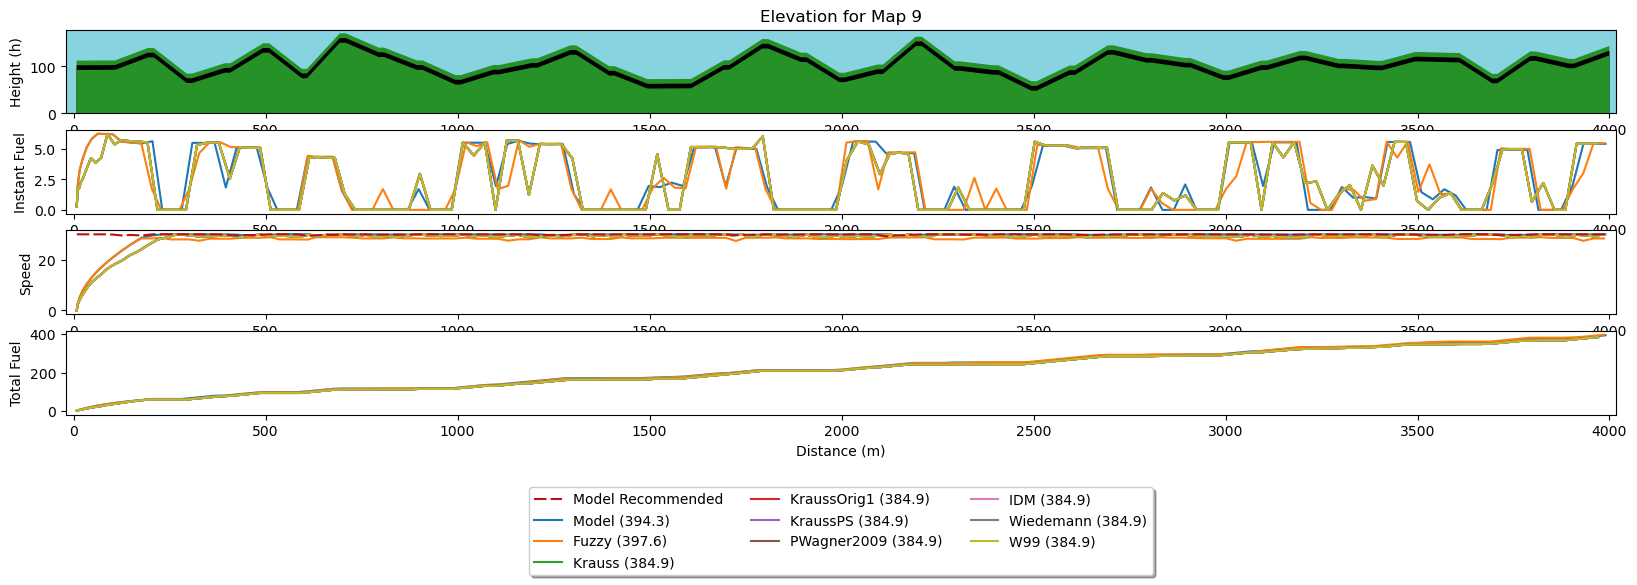 Elevation for Map 9
Height (h)
100
0
0 500 1000 1500 2000 2500 3000 3500 4000
Instant Fuel
5.0
2.5
0.0
0 500 1000 1500 2000 2500 3000 3500 4000
Speed
20
0
0 500 1000 1500 2000 2500 3000 3500 4000
Total Fuel
400
200
0
0 500 1000 1500 2000 2500 3000 3500 4000
Distance (m)
Model Recommended
Model (394.3)
Fuzzy (397.6)
Krauss (384.9)
KraussOrig1 (384.9)
KraussPS (384.9)
PWagner2009 (384.9)
IDM (384.9)
Wiedemann (384.9)
W99 (384.9)